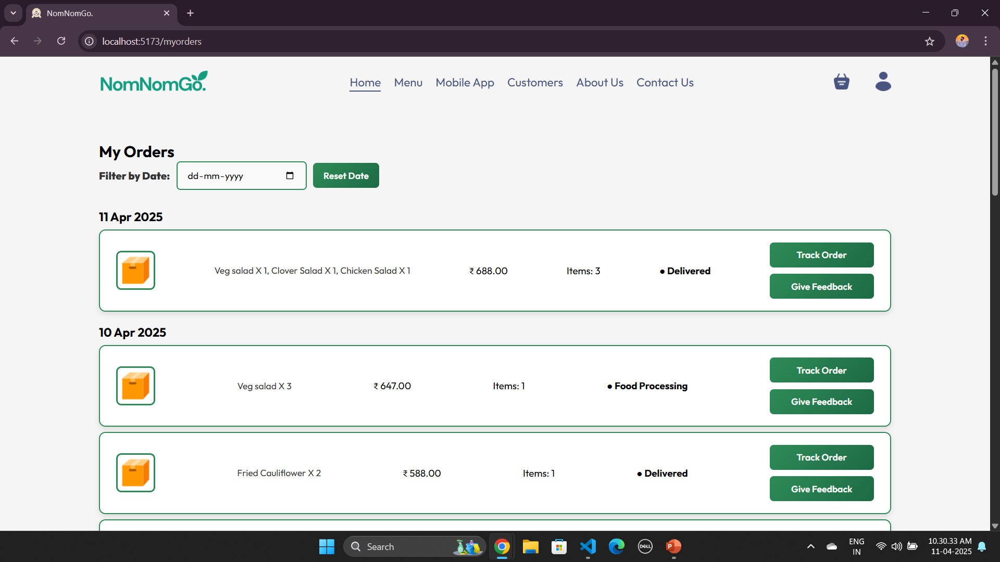 NomNomGo.
localhost:5173/myorders
NomNomGo.
Home Menu Mobile App Customers About Us Contact Us
My Orders
Filter by Date: dd-mm-yyyy Reset Date
11 Apr 2025
Veg salad X 1, Clover Salad X 1, Chicken Salad X 1 ₹ 688.00 Items: 3 ● Delivered
Track Order
Give Feedback
10 Apr 2025
Veg salad X 3 ₹ 647.00 Items: 1 ● Food Processing
Track Order
Give Feedback
Fried Cauliflower X 2 ₹ 588.00 Items: 1 ● Delivered
Track Order
Give Feedback
Search
DELL
P
ENG
IN
10.30.33 AM
11-04-2025